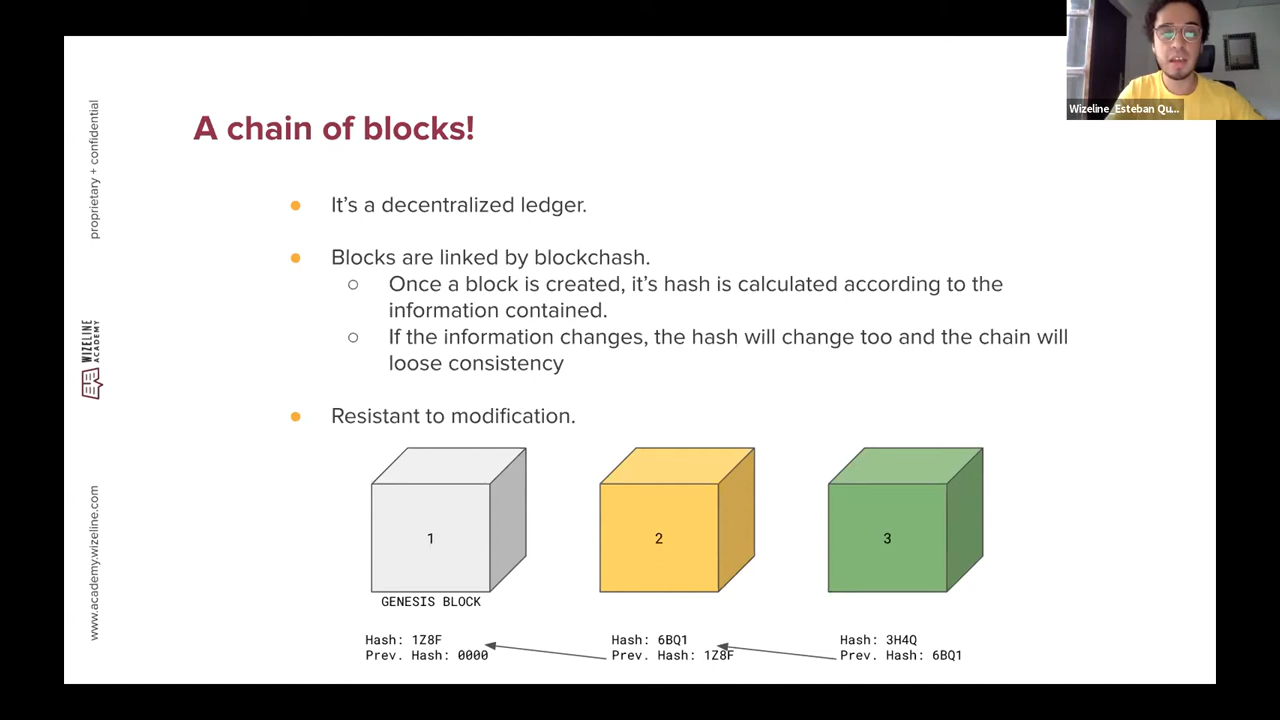 Wizeline_Esteban Qu...
proprietary + confidential
WIZELINE
ACADEMY
www.academy.wizeline.com
A chain of blocks!
● It's a decentralized ledger.
● Blocks are linked by blockchash.
○ Once a block is created, it's hash is calculated according to the
information contained.
○ If the information changes, the hash will change too and the chain will
loose consistency
● Resistant to modification.
1
2
3
GENESIS BLOCK
Hash: 1Z8F
Prev. Hash: 0000
Hash: 6BQ1
Prev. Hash: 1Z8F
Hash: 3H4Q
Prev. Hash: 6BQ1